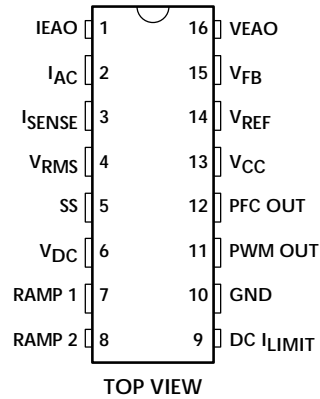 IEAO 1 16 VEAO
IAC 2 15 VFB
ISENSE 3 14 VREF
VRMS 4 13 VCC
SS 5 12 PFC OUT
VDC 6 11 PWM OUT
RAMP 1 7 10 GND
RAMP 2 8 9 DC ILIMIT
TOP VIEW